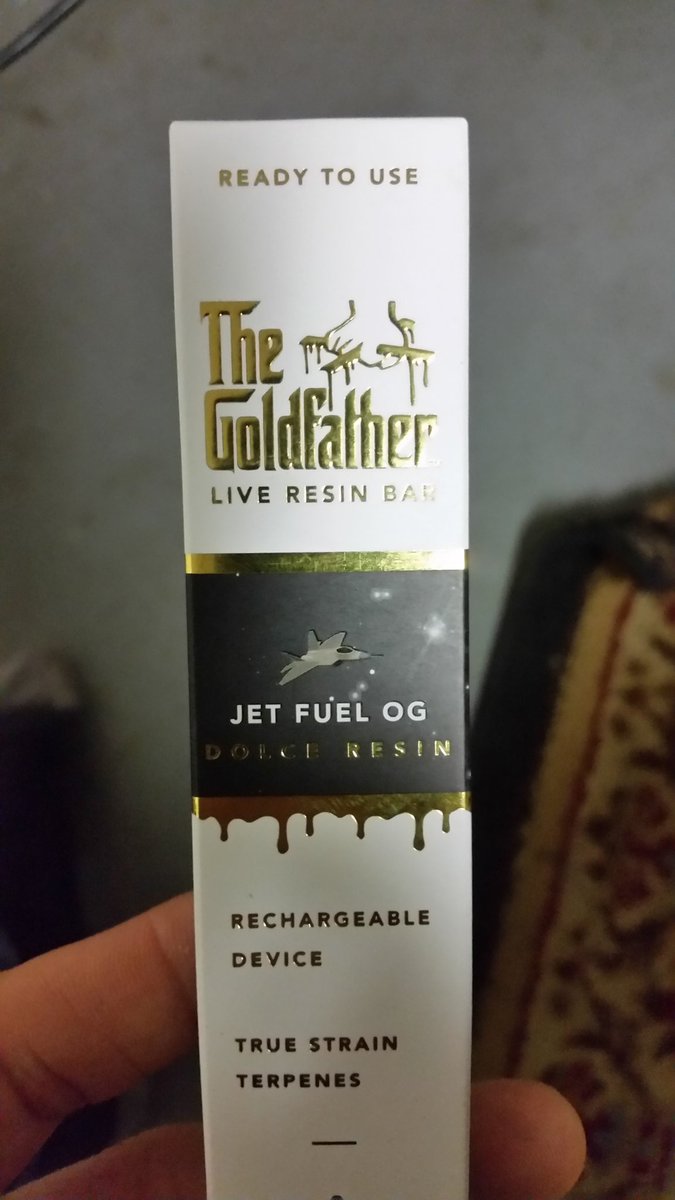 READY TO USE
The
Goldfather
LIVE RESIN BAR
JET FUEL OG
DOLCE RESIN
RECHARGEABLE
DEVICE
TRUE STRAIN
TERPENES